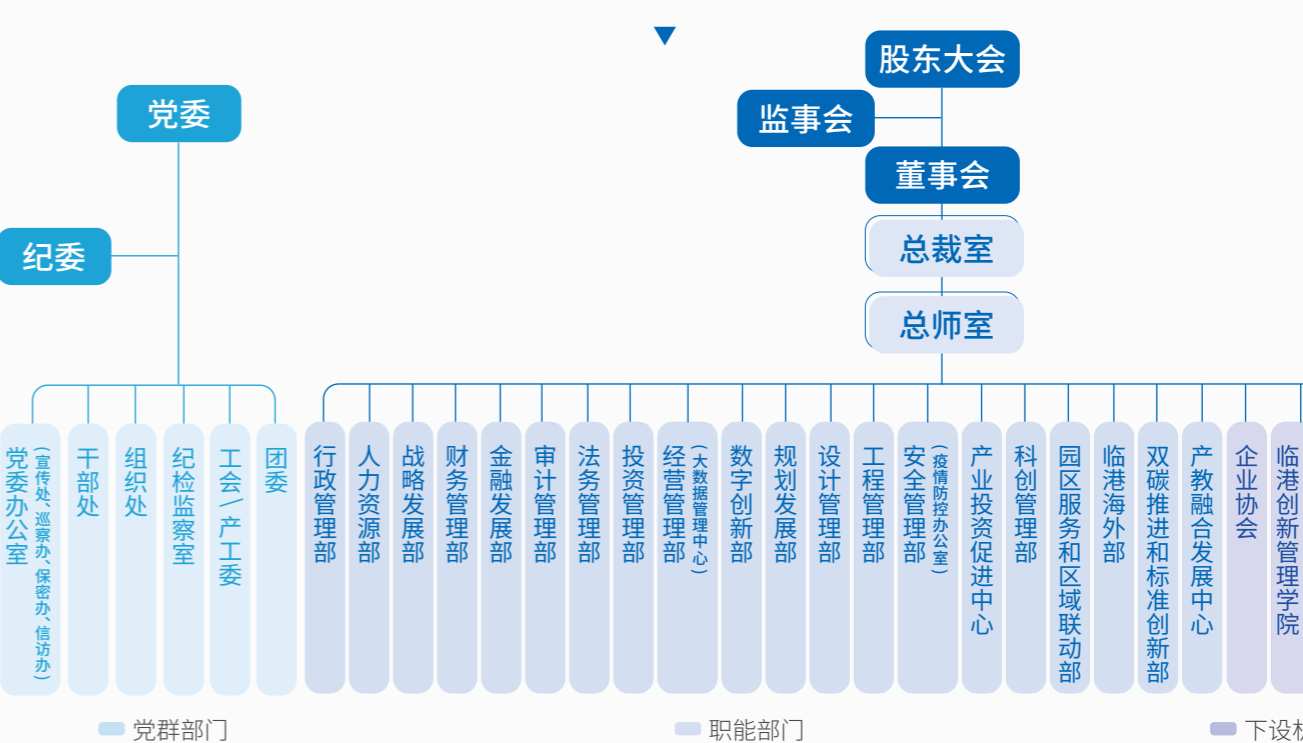 股东大会
党委
监事会
董事会
纪委
总裁室
总师室
党委办公室
(宣传处、巡察办、保密办、信访办)
干部处
组织处
纪检监察室
工会/产工委
团委
行政管理部
人力资源部
战略发展部
财务管理部
金融发展部
审计管理部
法务管理部
投资管理部
经营管理部
(大数据管理中心)
数字创新部
规划发展部
设计管理部
工程管理部
安全管理部
(疫情防控办公室)
产业投资促进中心
科创管理部
园区服务和区域联动部
临港海外部
双碳推进和标准创新部
产教融合发展中心
企业协会
临港创新管理学院
党群部门
职能部门
下设